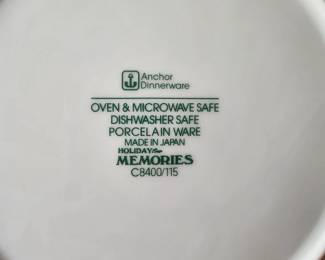 Anchor
Dinnerware
OVEN & MICROWAVE SAFE
DISHWASHER SAFE
PORCELAIN WARE
MADE IN JAPAN
HOLIDAY
MEMORIES
C8400/115